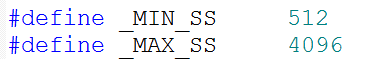 #define _MIN_SS 512
#define _MAX_SS 4096